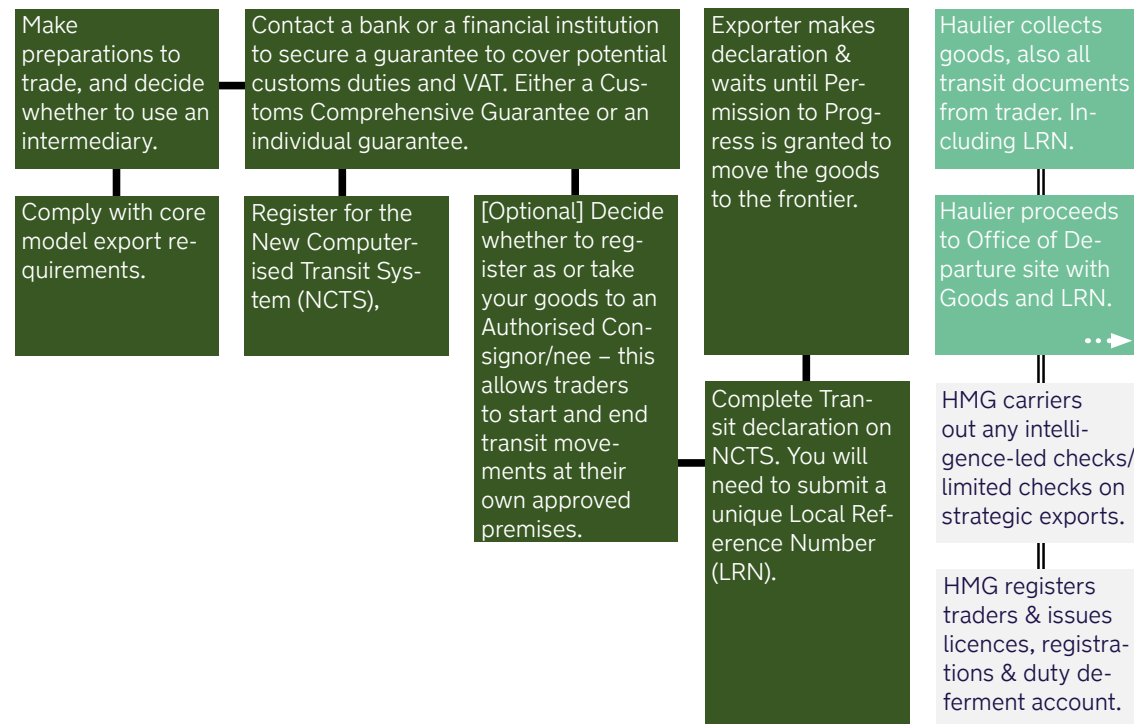 Make
preparations to
trade, and decide
whether to use an
intermediary.
Contact a bank or a financial institution
to secure a guarantee to cover potential
customs duties and VAT. Either a Cus-
toms Comprehensive Guarantee or an
individual guarantee.
Comply with core
model export re-
quirements.
Register for the
New Computer-
ised Transit Sys-
tem (NCTS),
[Optional] Decide
whether to reg-
ister as or take
your goods to an
Authorised Con-
signor/nee – this
allows traders
to start and end
transit move-
ments at their
own approved
premises.
Exporter makes
declaration &
waits until Per-
mission to Prog-
ress is granted to
move the goods
to the frontier.
Complete Tran-
sit declaration on
NCTS. You will
need to submit a
unique Local Ref-
erence Number
(LRN).
Haulier collects
goods, also all
transit documents
from trader. In-
cluding LRN.
Haulier proceeds
to Office of De-
parture site with
Goods and LRN.
HMG carriers
out any intelli-
gence-led checks/
limited checks on
strategic exports.
HMG registers
traders & issues
licences, registra-
tions & duty de-
ferment account.